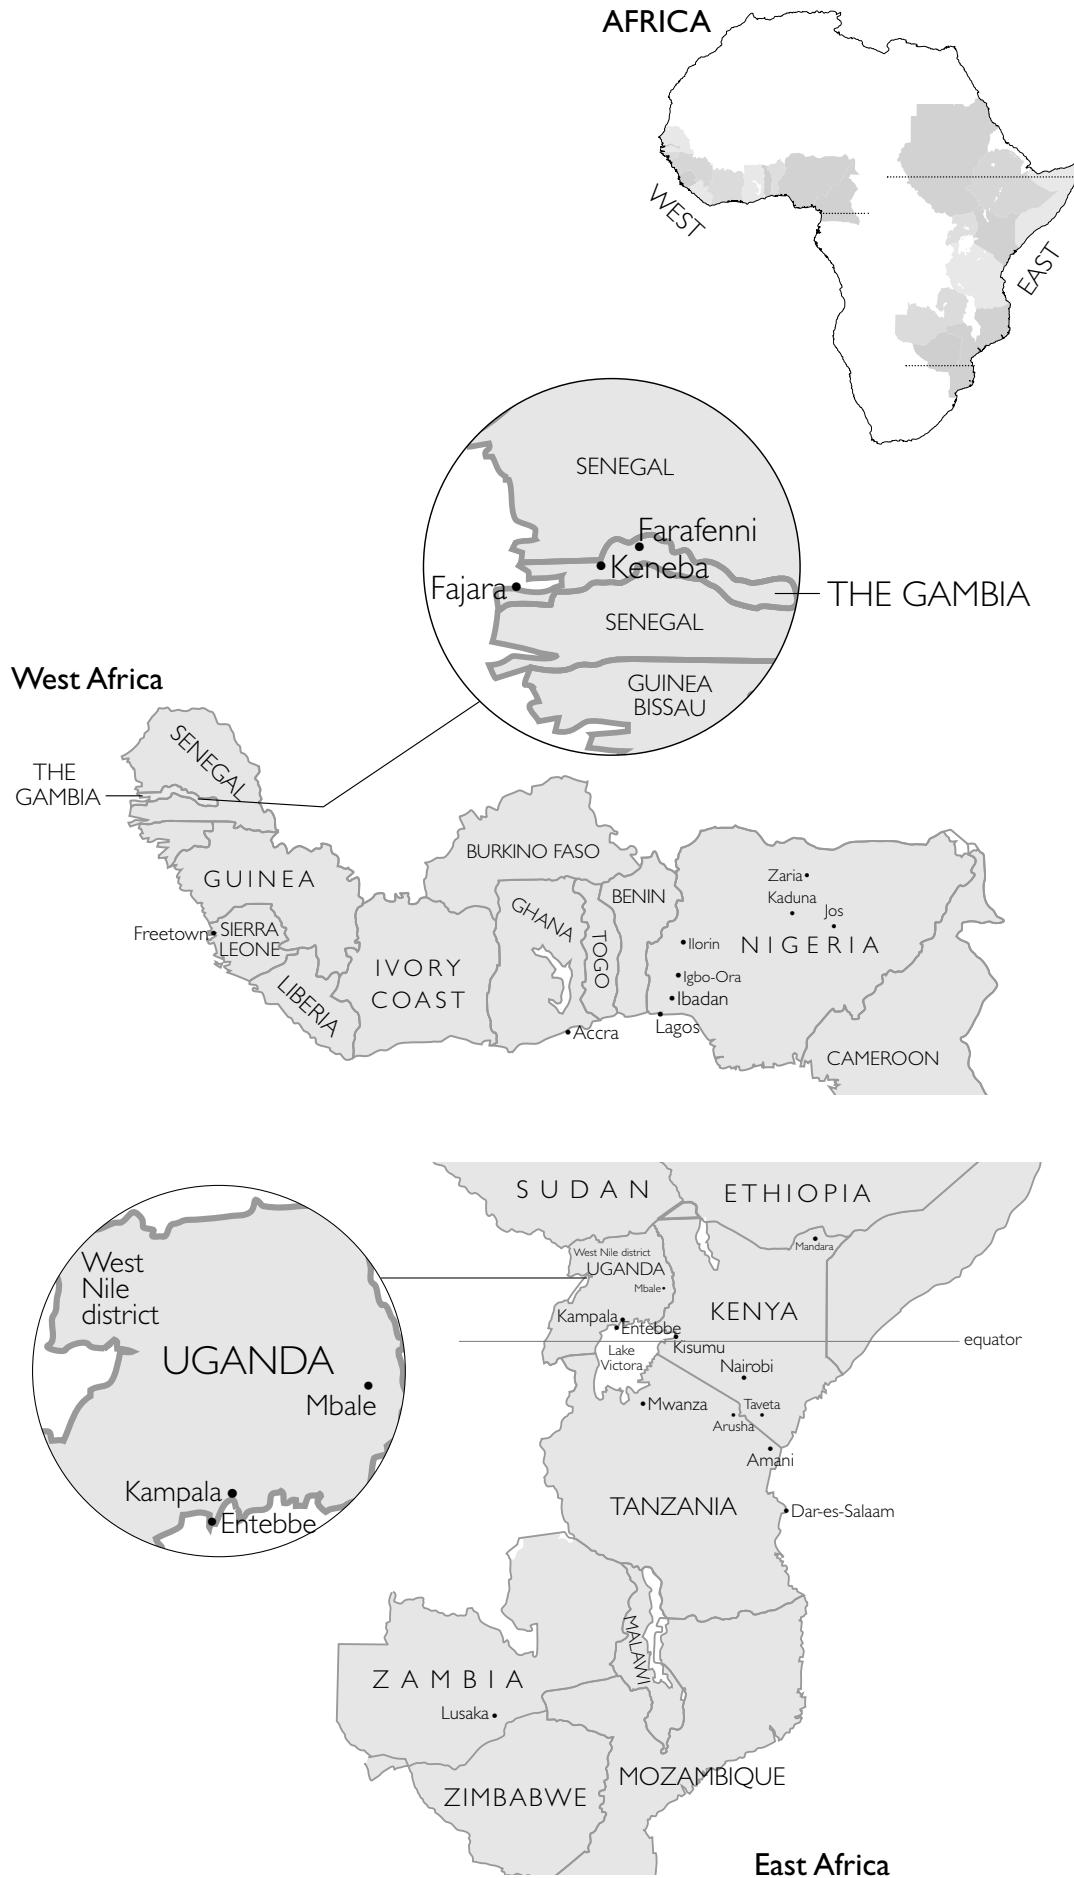 AFRICA
WEST
EAST
SENEGAL
Farafenni
Keneba
Fajara
THE GAMBIA
SENEGAL
GUINEA
BISSAU
West Africa
SENEGAL
THE
GAMBIA
BURKINO FASO
GUINEA
BENIN
GHANA
Zaria
Kaduna
Jos
Freetown
SIERRA
LEONE
TOGO
Ilorin
NIGERIA
IVORY
COAST
LIBERIA
Igbo-Ora
Ibadan
Lagos
Accra
CAMEROON
SUDAN
ETHIOPIA
West
Nile
district
UGANDA
Mbale
Kampala
Entebbe
West Nile district
UGANDA
Mbale
Mandara
KENYA
Kampala
Entebbe
equator
Kisumu
Lake
Victora
Nairobi
Mwanza
Taveta
Arusha
Amani
TANZANIA
Dar-es-Salaam
MALAWI
ZAMBIA
Lusaka
MOZAMBIQUE
ZIMBABWE
East Africa